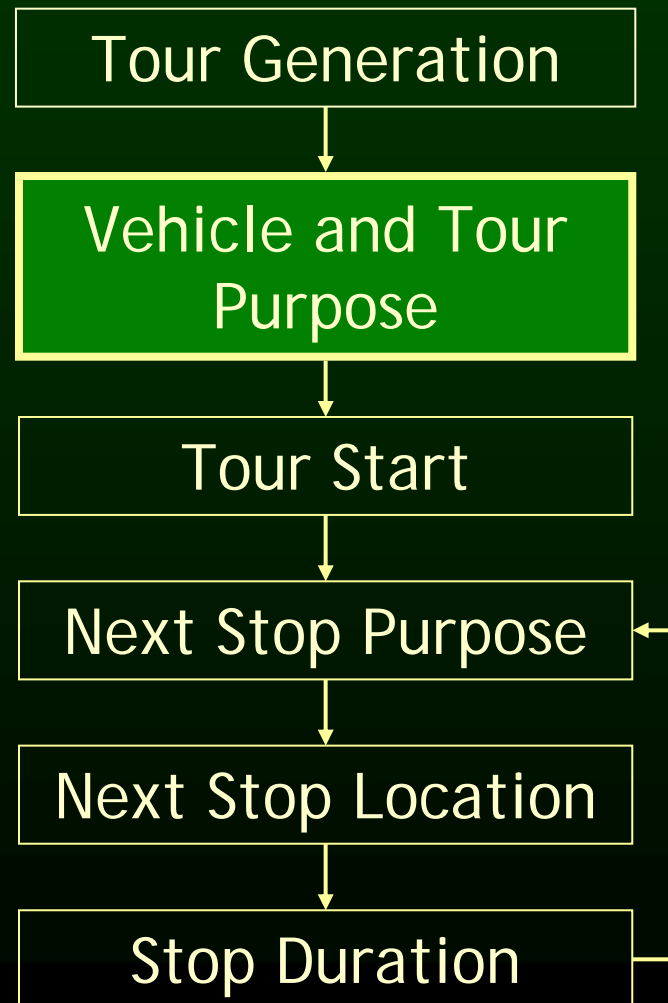 Tour Generation
Vehicle and Tour
Purpose
Tour Start
Next Stop Purpose
Next Stop Location
Stop Duration